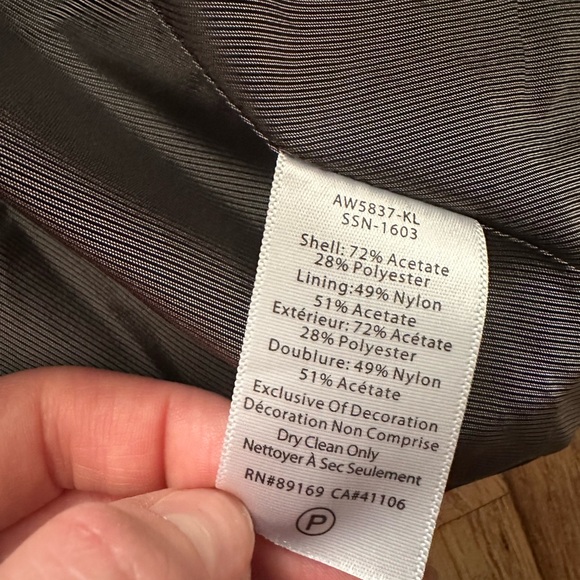 AW5837-KL
SSN-1603
Shell: 72% Acetate
28% Polyester
Lining:49% Nylon
51% Acetate
Extérieur: 72% Acétate
28% Polyester
Doublure: 49% Nylon
51% Acétate
Exclusive Of Decoration
Décoration Non Comprise
Dry Clean Only
Nettoyer À Sec Seulement
RN#89169 CA#41106
P